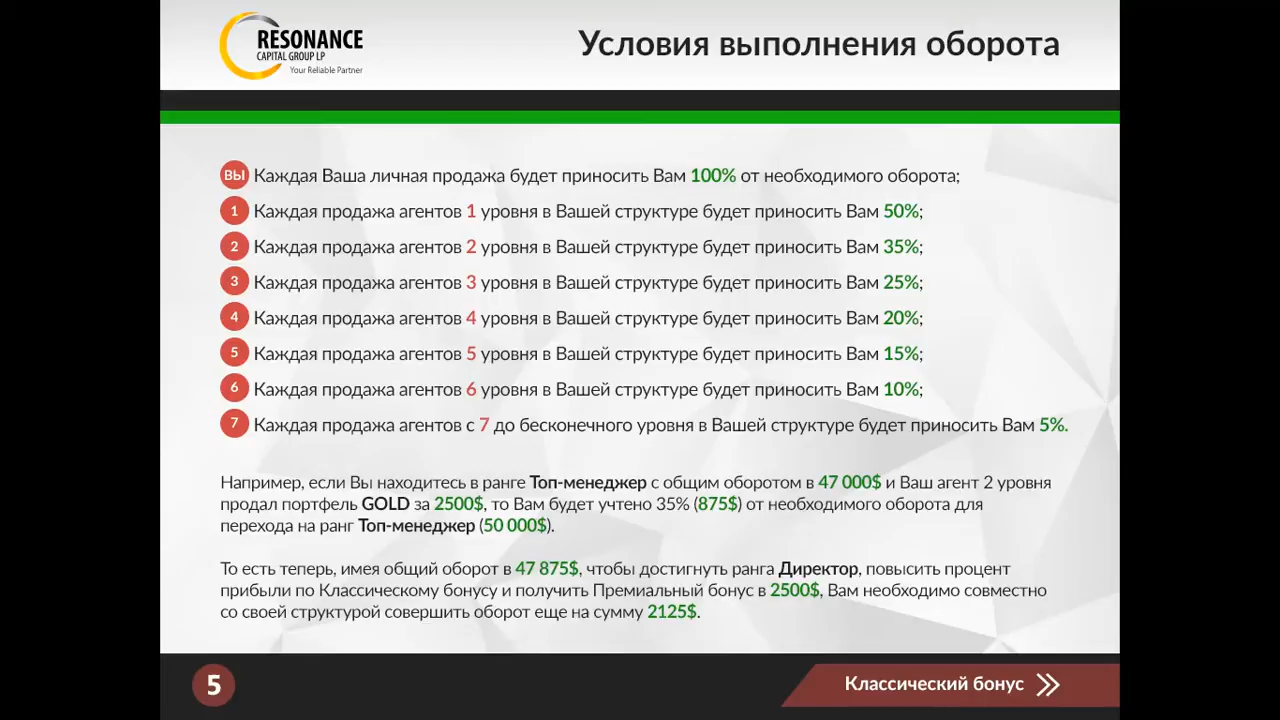 RESONANCE
CAPITAL GROUP LP
Your Reliable Partner
Условия выполнения оборота
ВЫ Каждая Ваша личная продажа будет приносить Вам 100% от необходимого оборота;
1 Каждая продажа агентов 1 уровня в Вашей структуре будет приносить Вам 50%;
2 Каждая продажа агентов 2 уровня в Вашей структуре будет приносить Вам 35%;
3 Каждая продажа агентов 3 уровня в Вашей структуре будет приносить Вам 25%;
4 Каждая продажа агентов 4 уровня в Вашей структуре будет приносить Вам 20%;
5 Каждая продажа агентов 5 уровня в Вашей структуре будет приносить Вам 15%;
6 Каждая продажа агентов 6 уровня в Вашей структуре будет приносить Вам 10%;
7 Каждая продажа агентов с 7 до бесконечного уровня в Вашей структуре будет приносить Вам 5%.
Например, если Вы находитесь в ранге Топ-менеджер с общим оборотом в 47 000$ и Ваш агент 2 уровня
продал портфель GOLD за 2500$, то Вам будет учтено 35% (875$) от необходимого оборота для
перехода на ранг Топ-менеджер (50 000$).
То есть теперь, имея общий оборот в 47 875$, чтобы достигнуть ранга Директор, повысить процент
прибыли по Классическому бонусу и получить Премиальный бонус в 2500$, Вам необходимо совместно
со своей структурой совершить оборот еще на сумму 2125$.
5
Классический бонус